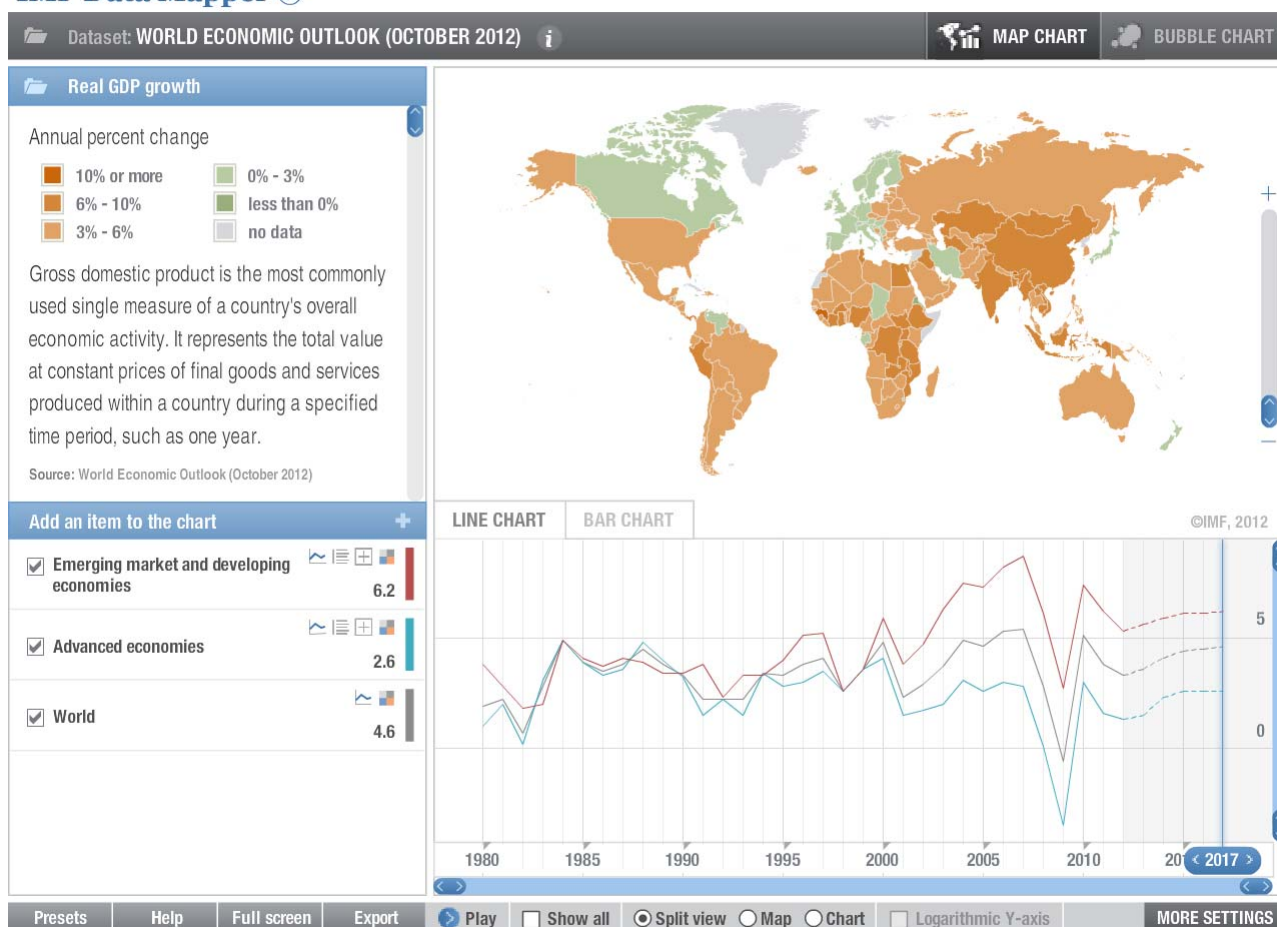 Dataset: WORLD ECONOMIC OUTLOOK (OCTOBER 2012) i
MAP CHART
BUBBLE CHART
Real GDP growth
Annual percent change
10% or more
0% - 3%
6% - 10%
less than 0%
3% - 6%
no data
Gross domestic product is the most commonly
used single measure of a country's overall
economic activity. It represents the total value
at constant prices of final goods and services
produced within a country during a specified
time period, such as one year.
Source: World Economic Outlook (October 2012)
Add an item to the chart +
Emerging market and developing
economies
6.2
Advanced economies
2.6
World
4.6
LINE CHART
BAR CHART
©IMF, 2012
5
0
1980 1985 1990 1995 2000 2005 2010 2017
Presets Help Full screen Export Play Show all Split view Map Chart Logarithmic Y-axis MORE SETTINGS